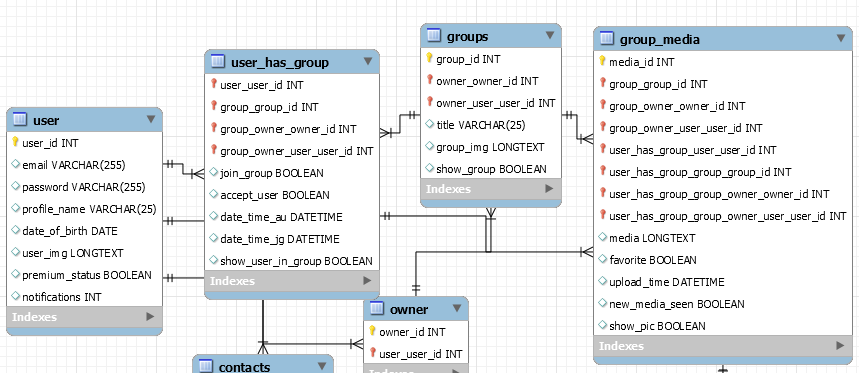 user
user_id INT
email VARCHAR(255)
password VARCHAR(255)
profile_name VARCHAR(25)
date_of_birth DATE
user_img LONGTEXT
premium_status BOOLEAN
notifications INT
Indexes
user_has_group
user_user_id INT
group_group_id INT
group_owner_owner_id INT
group_owner_user_user_id INT
join_group BOOLEAN
accept_user BOOLEAN
date_time_au DATETIME
date_time_jg DATETIME
show_user_in_group BOOLEAN
Indexes
contacts
groups
group_id INT
owner_owner_id INT
owner_user_user_id INT
title VARCHAR(25)
group_img LONGTEXT
show_group BOOLEAN
Indexes
owner
owner_id INT
user_user_id INT
Indexes
group_media
media_id INT
group_group_id INT
group_owner_owner_id INT
group_owner_user_user_id INT
user_has_group_user_user_id INT
user_has_group_group_group_id INT
user_has_group_group_owner_owner_id INT
user_has_group_group_owner_user_user_id INT
media LONGTEXT
favorite BOOLEAN
upload_time DATETIME
new_media_seen BOOLEAN
show_pic BOOLEAN
Indexes